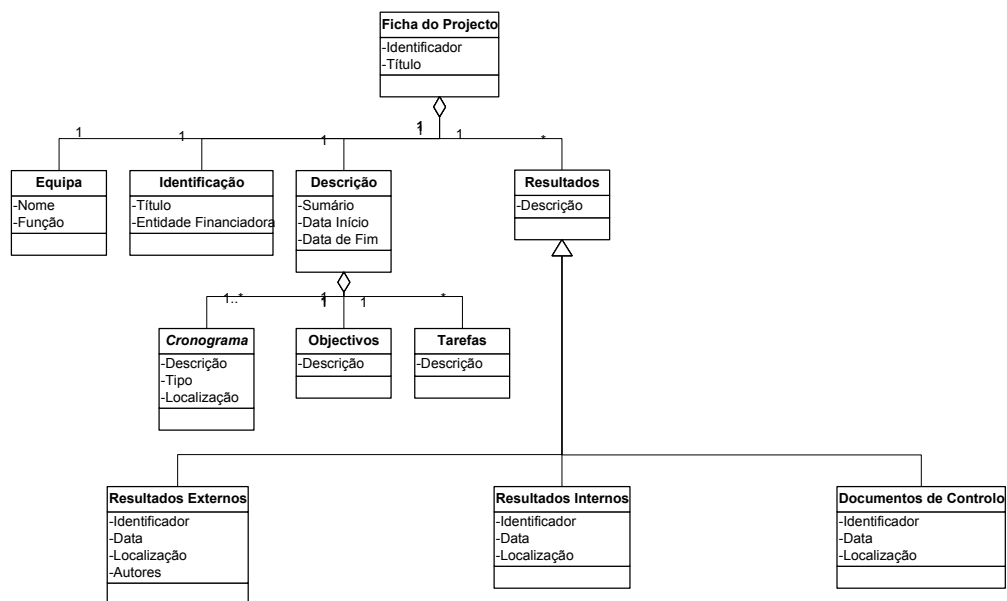 Ficha do Projecto
-Identificador
-Título
1
1
1
1
1
1
*
Equipa
-Nome
-Função
Identificação
-Título
-Entidade Financiadora
Descrição
-Sumário
-Data Início
-Data de Fim
Resultados
-Descrição
1..*
1
1
1
*
Cronograma
-Descrição
-Tipo
-Localização
Objectivos
-Descrição
Tarefas
-Descrição
Resultados Externos
-Identificador
-Data
-Localização
-Autores
Resultados Internos
-Identificador
-Data
-Localização
Documentos de Controlo
-Identificador
-Data
-Localização